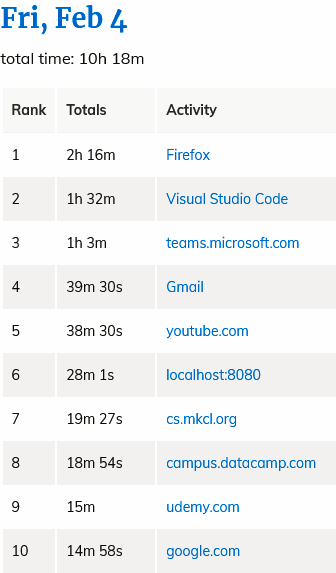 Fri, Feb 4
total time: 10h 18m
Rank Totals Activity
1 2h 16m Firefox
2 1h 32m Visual Studio Code
3 1h 3m teams.microsoft.com
4 39m 30s Gmail
5 38m 30s youtube.com
6 28m 1s localhost:8080
7 19m 27s cs.mkcl.org
8 18m 54s campus.datacamp.com
9 15m udemy.com
10 14m 58s google.com